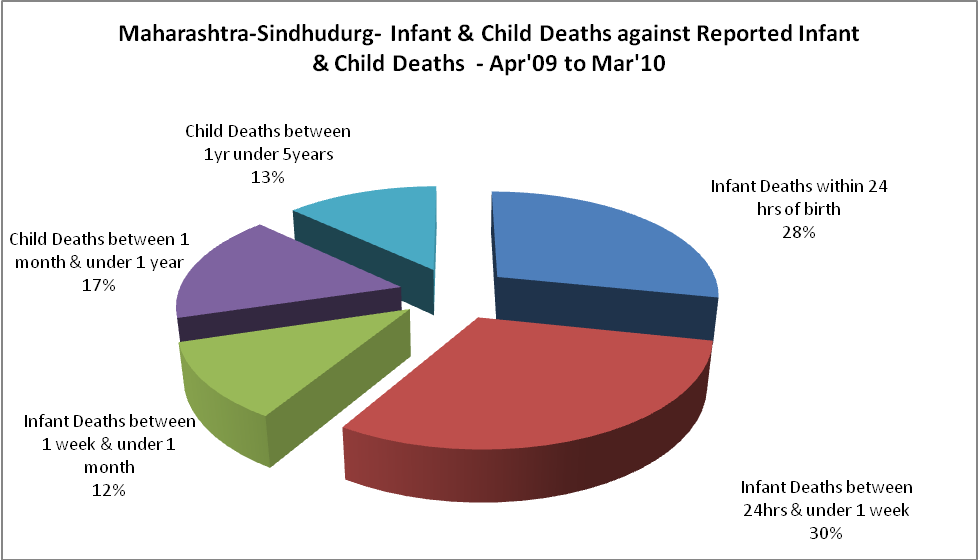 Maharashtra-Sindhudurg- Infant & Child Deaths against Reported Infant
& Child Deaths - Apr'09 to Mar'10
Child Deaths between
1yr under 5years
13%
Infant Deaths within 24
hrs of birth
28%
Child Deaths between 1
month & under 1 year
17%
Infant Deaths between
1 week & under 1
month
12%
Infant Deaths between
24hrs & under 1 week
30%